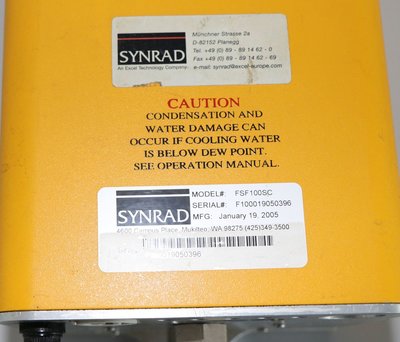 SYNRAD
An Excel Technology Company
Münchner Strasse 2a
D-82152 Planegg
Tel. +49 (0) 89 - 89 14 62 - 0
Fax +49 (0) 89 - 89 14 62 - 69
e-mail: synrad@excel-europe.com
CAUTION
CONDENSATION AND
WATER DAMAGE CAN
OCCUR IF COOLING WATER
IS BELOW DEW POINT.
SEE OPERATION MANUAL.
SYNRAD
MODEL#: FSF100SC
SERIAL#: F100019050396
MFG: January 19, 2005
4600 Campus Place, Mukilteo, WA 98275 (425)349-3500
19050396